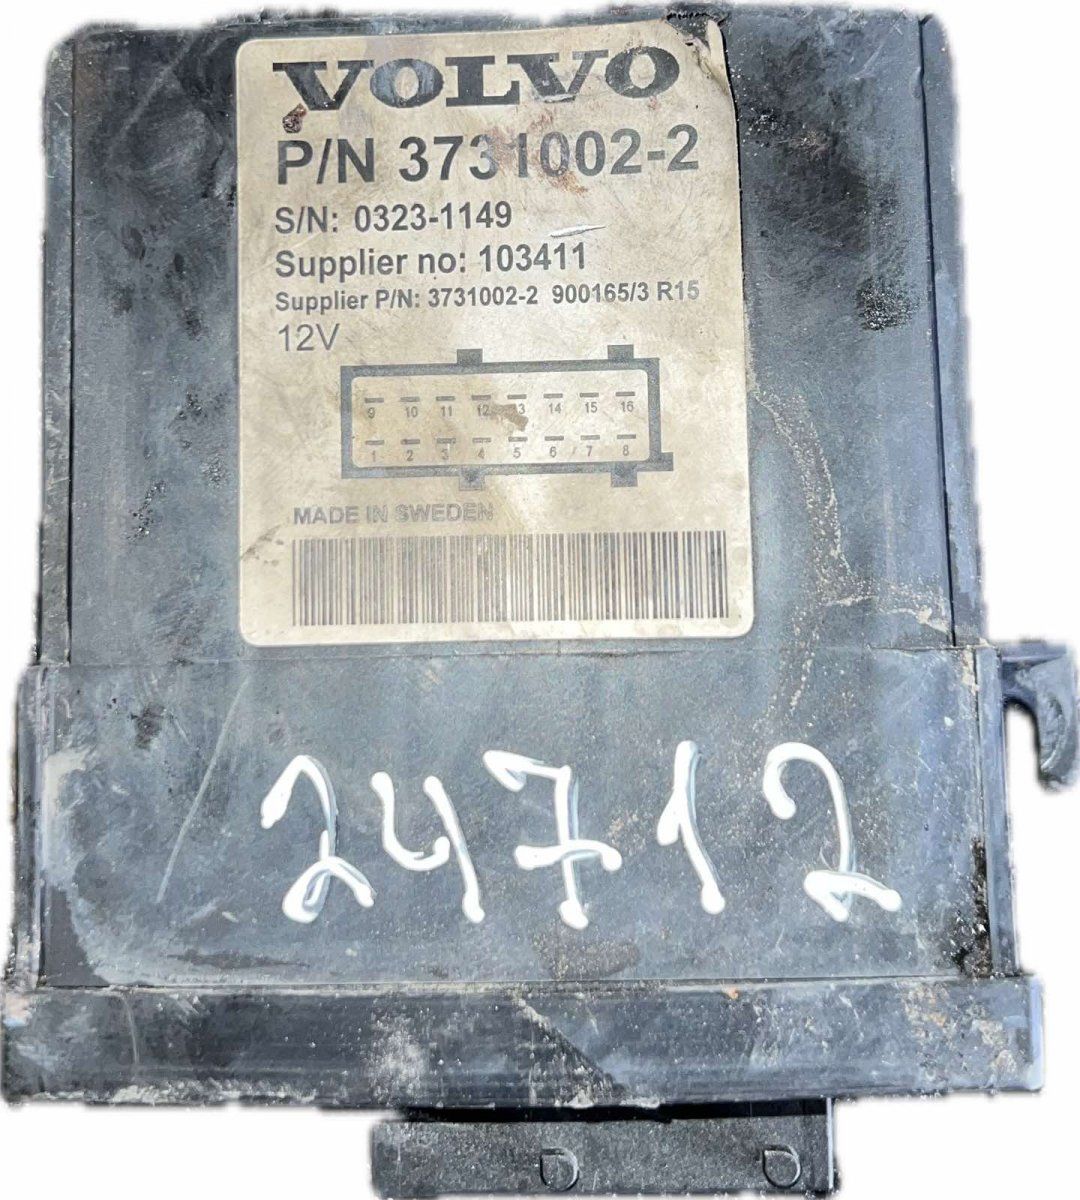 VOLVO
P/N 3731002-2
S/N: 0323-1149
Supplier no: 103411
Supplier P/N: 3731002-2 900165/3 R15
12V
9 10 11 12 13 14 15 16
1 2 3 4 5 6 7 8
MADE IN SWEDEN
24712